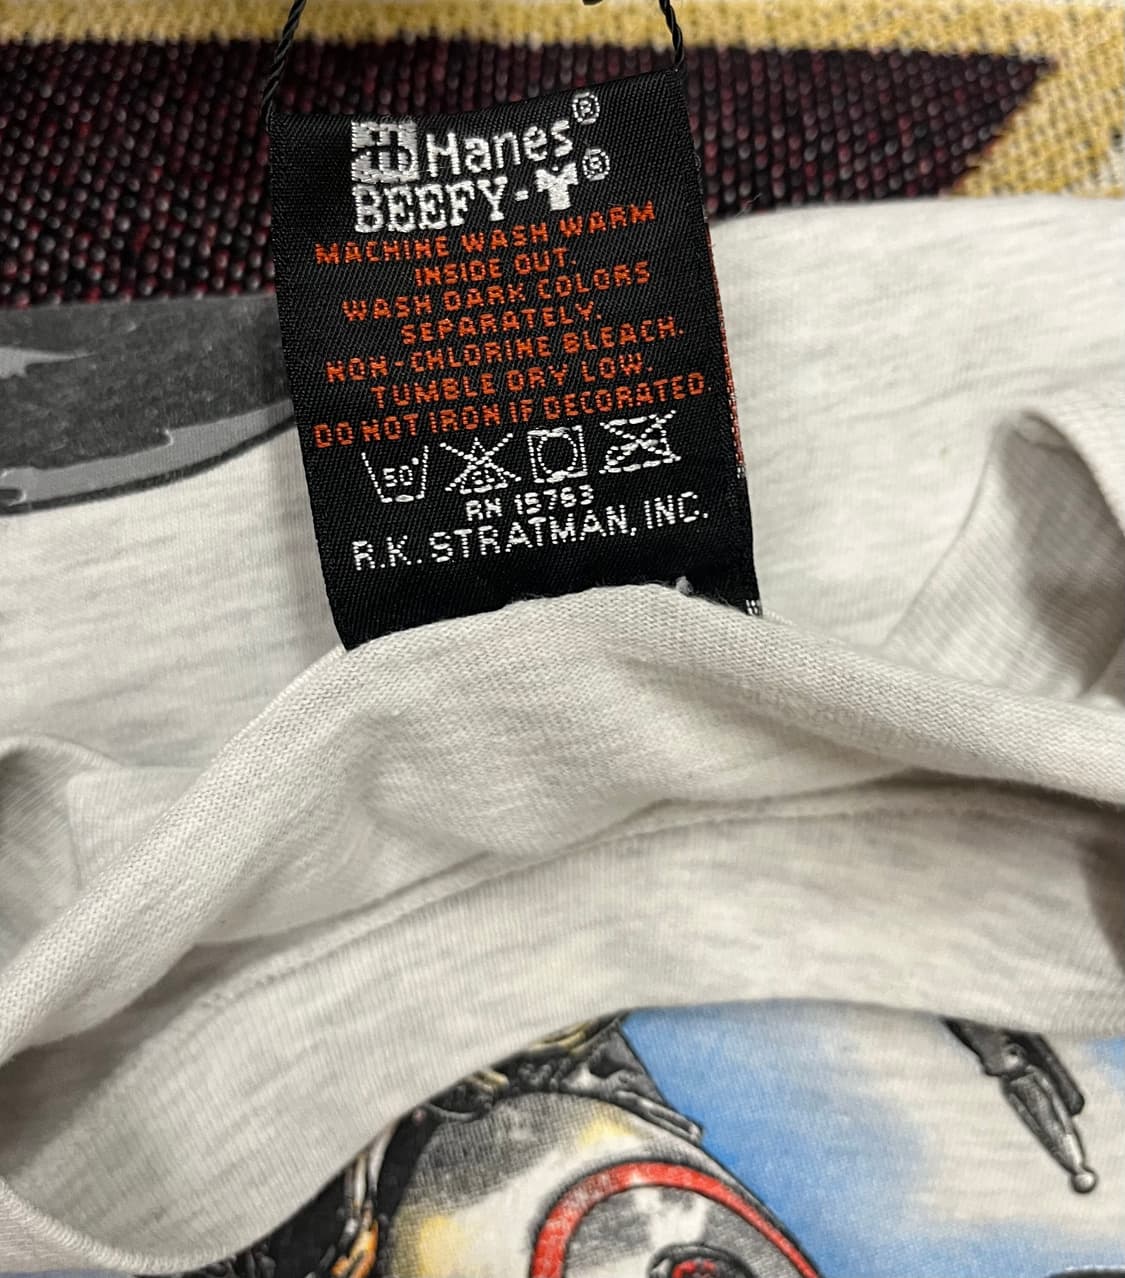 Hanes®
BEEFY-T®
MACHINE WASH WARM
INSIDE OUT.
WASH DARK COLORS
SEPARATELY.
NON-CHLORINE BLEACH.
TUMBLE DRY LOW.
DO NOT IRON IF DECORATED
50°
RN 15763
R.K. STRATMAN, INC.